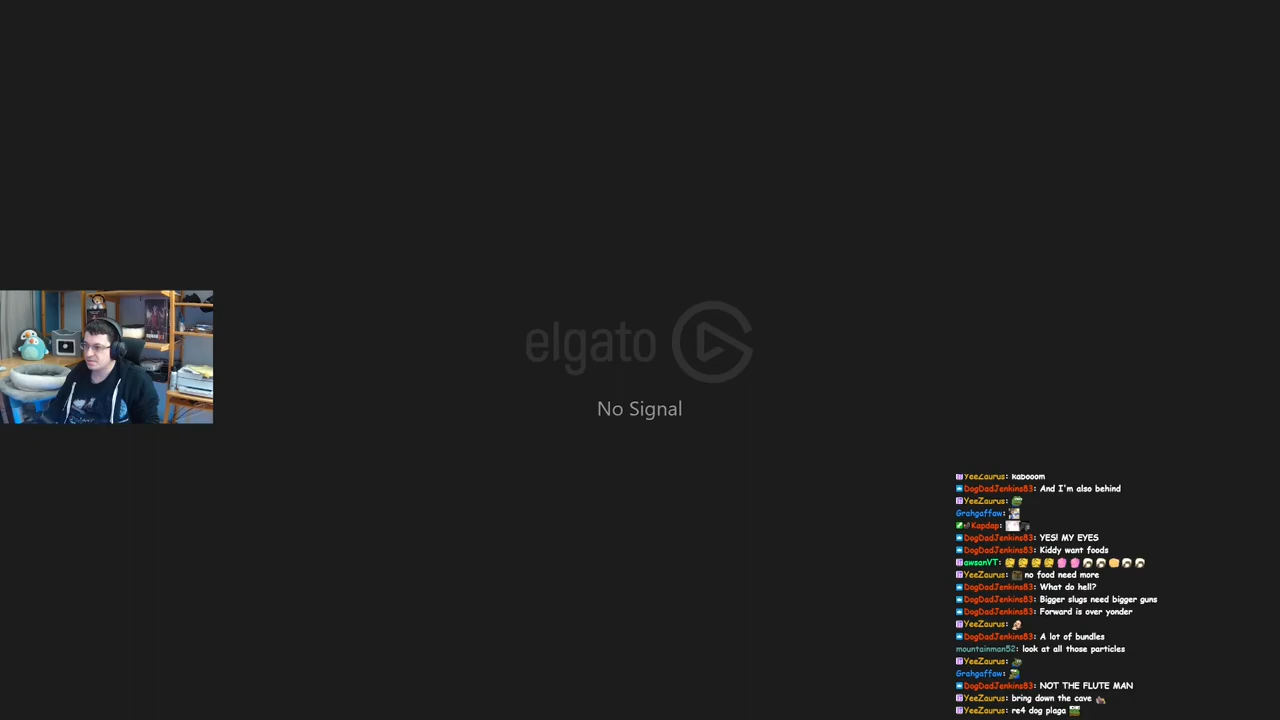 elgato
No Signal
YeeZaurus: kabooom
DogDadJenkins83: And I'm also behind
YeeZaurus:
Grahgaffaw:
Kapdap:
DogDadJenkins83: YES! MY EYES
DogDadJenkins83: Kiddy want foods
awsanVT:
YeeZaurus: no food need more
DogDadJenkins83: What do hell?
DogDadJenkins83: Bigger slugs need bigger guns
DogDadJenkins83: Forward is over yonder
YeeZaurus:
DogDadJenkins83: A lot of bundles
mountainman52: look at all those particles
YeeZaurus:
Grahgaffaw:
DogDadJenkins83: NOT THE FLUTE MAN
YeeZaurus: bring down the cave
YeeZaurus: re4 dog plaga